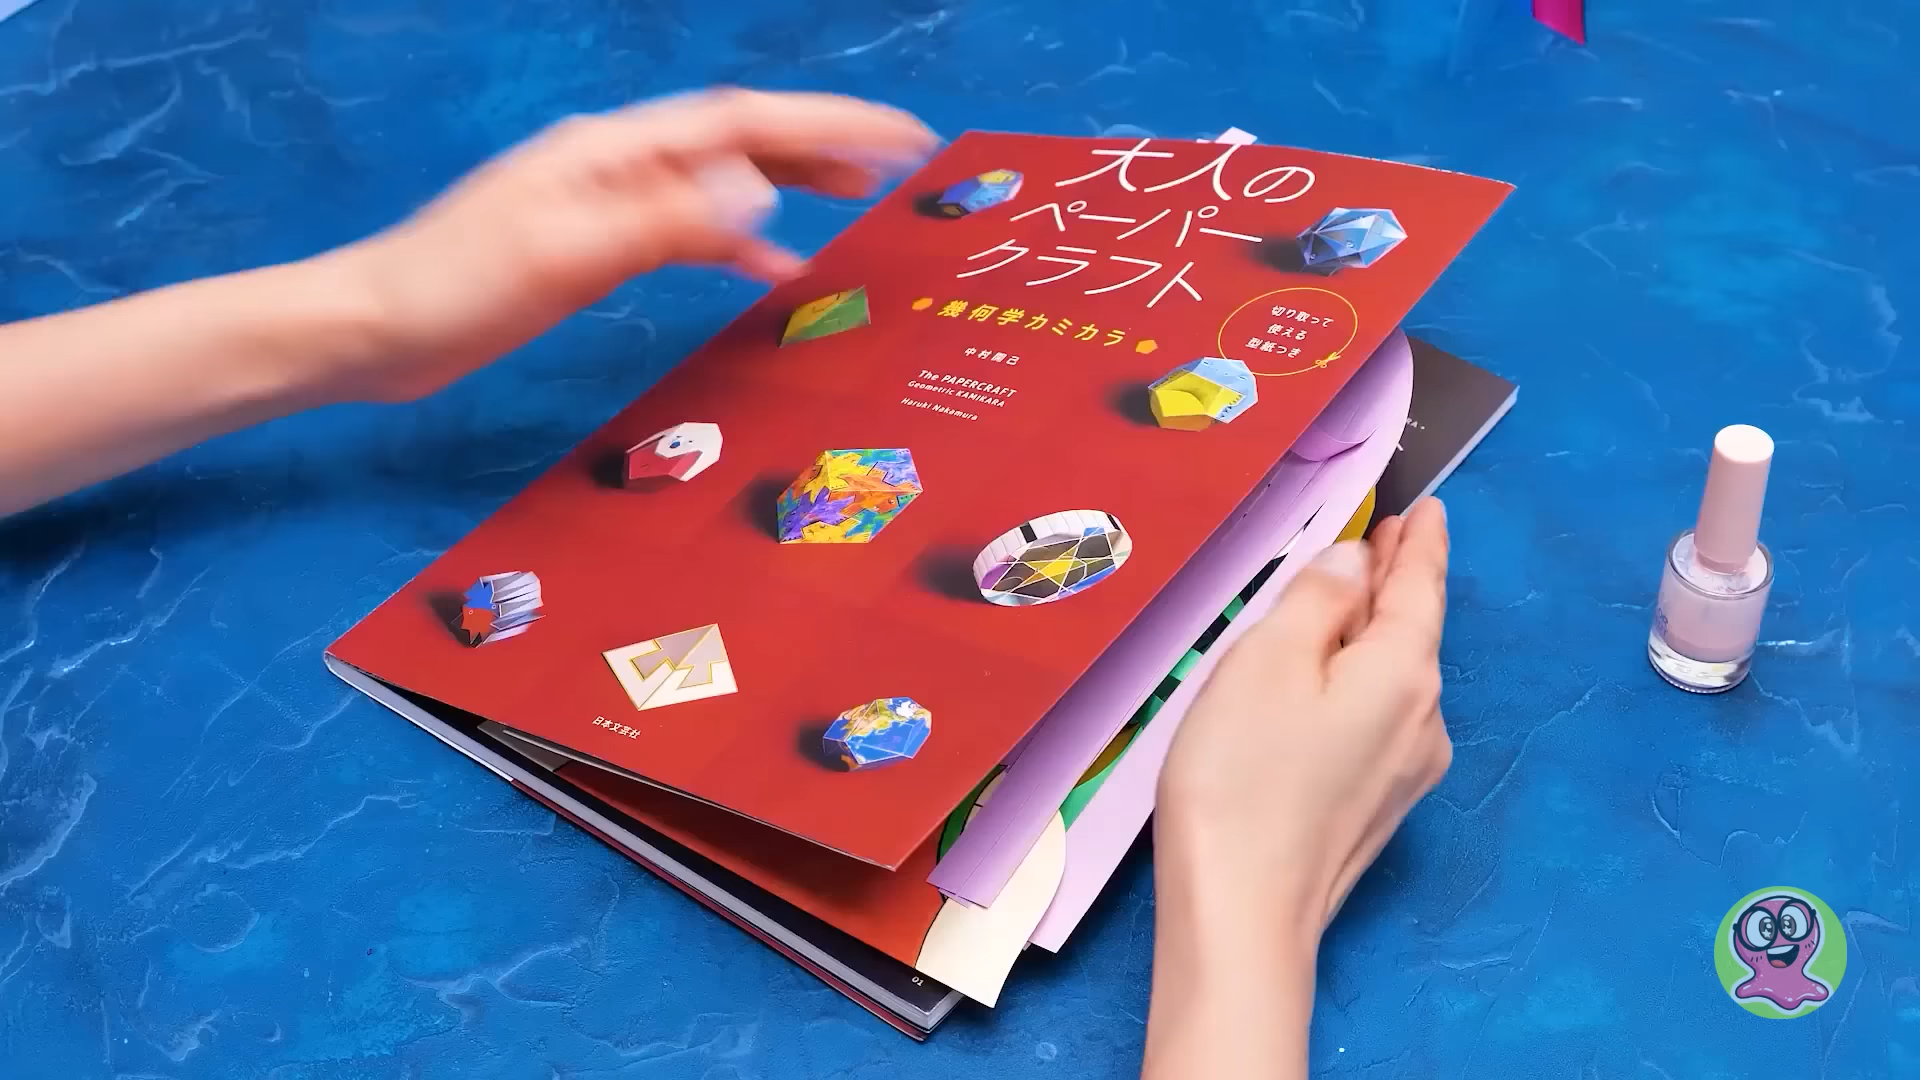 大人の
ペーパー
クラフト
幾何学カミカラ
切り取って
使える
型紙つき
中村開己
The PAPERCRAFT
Geometric KAMIKARA
Haruki Nakamura
日本文芸社
01